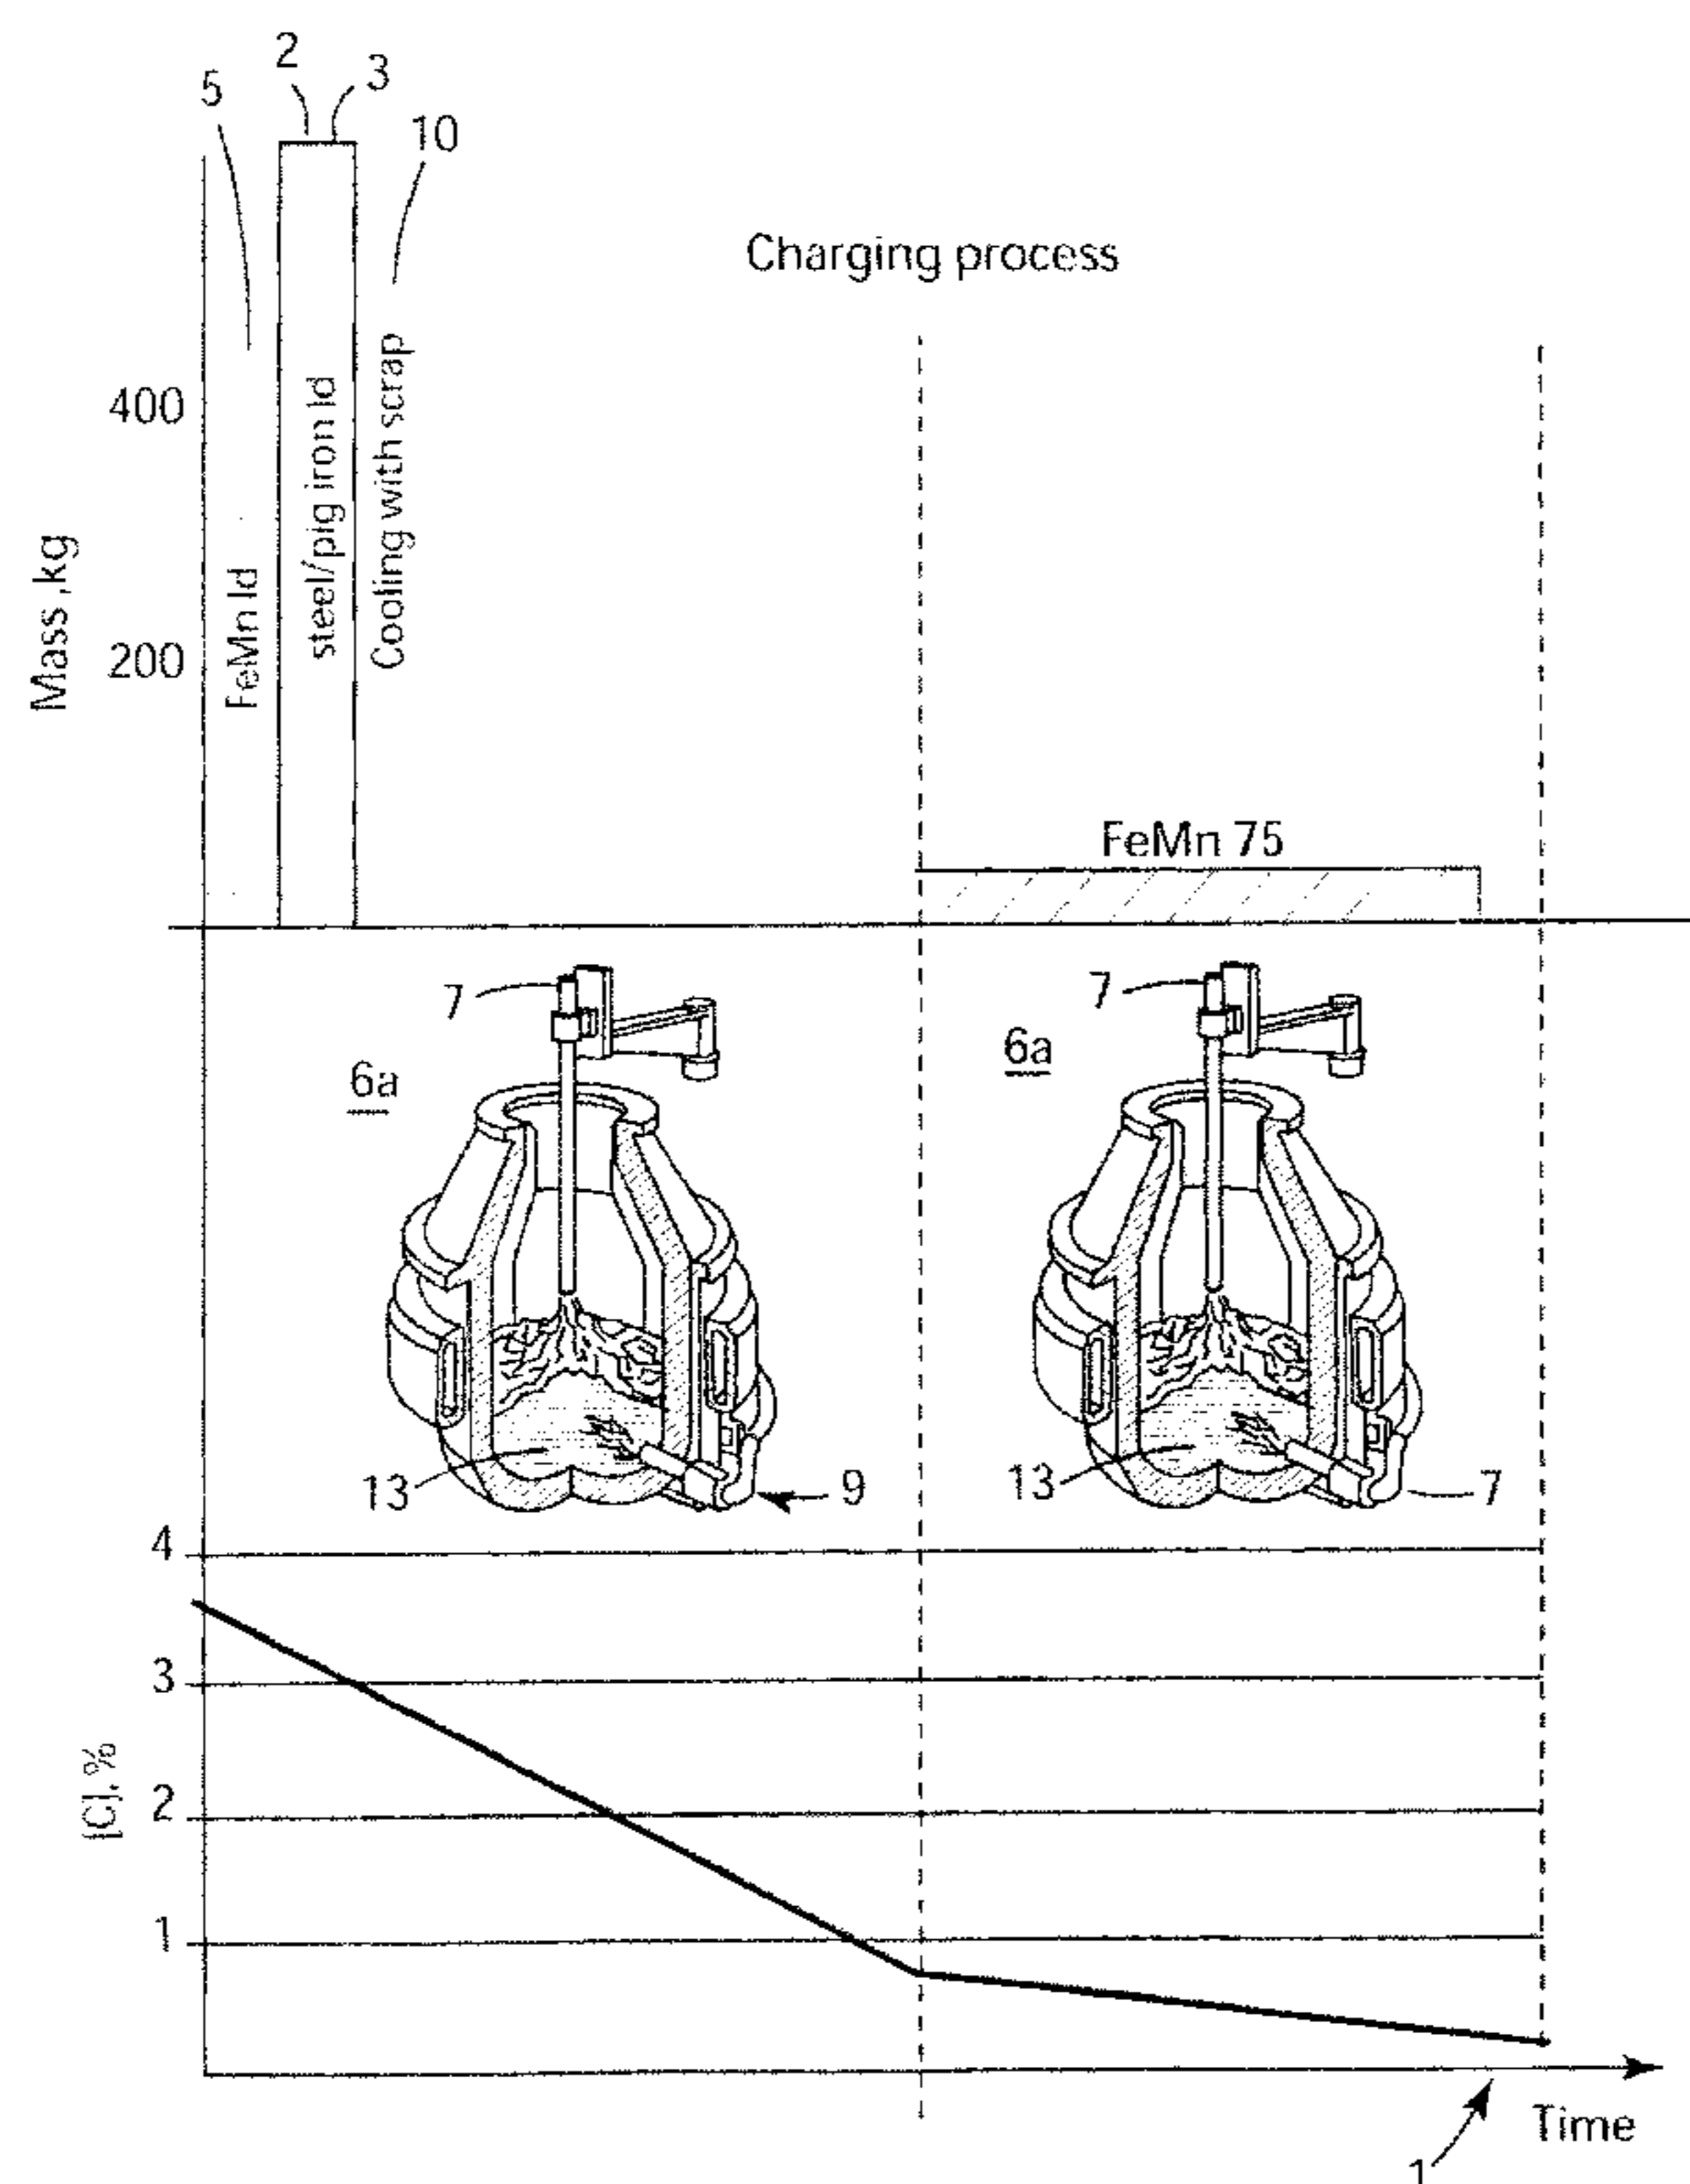 2
3
5
10
Charging process
400
Mass ,kg
200
FeMn ld
steel/pig iron ld
Cooling with scrap
FeMn 75
7
7
6a
6a
13
9
13
7
4
3
[C],%
2
1
Time
1